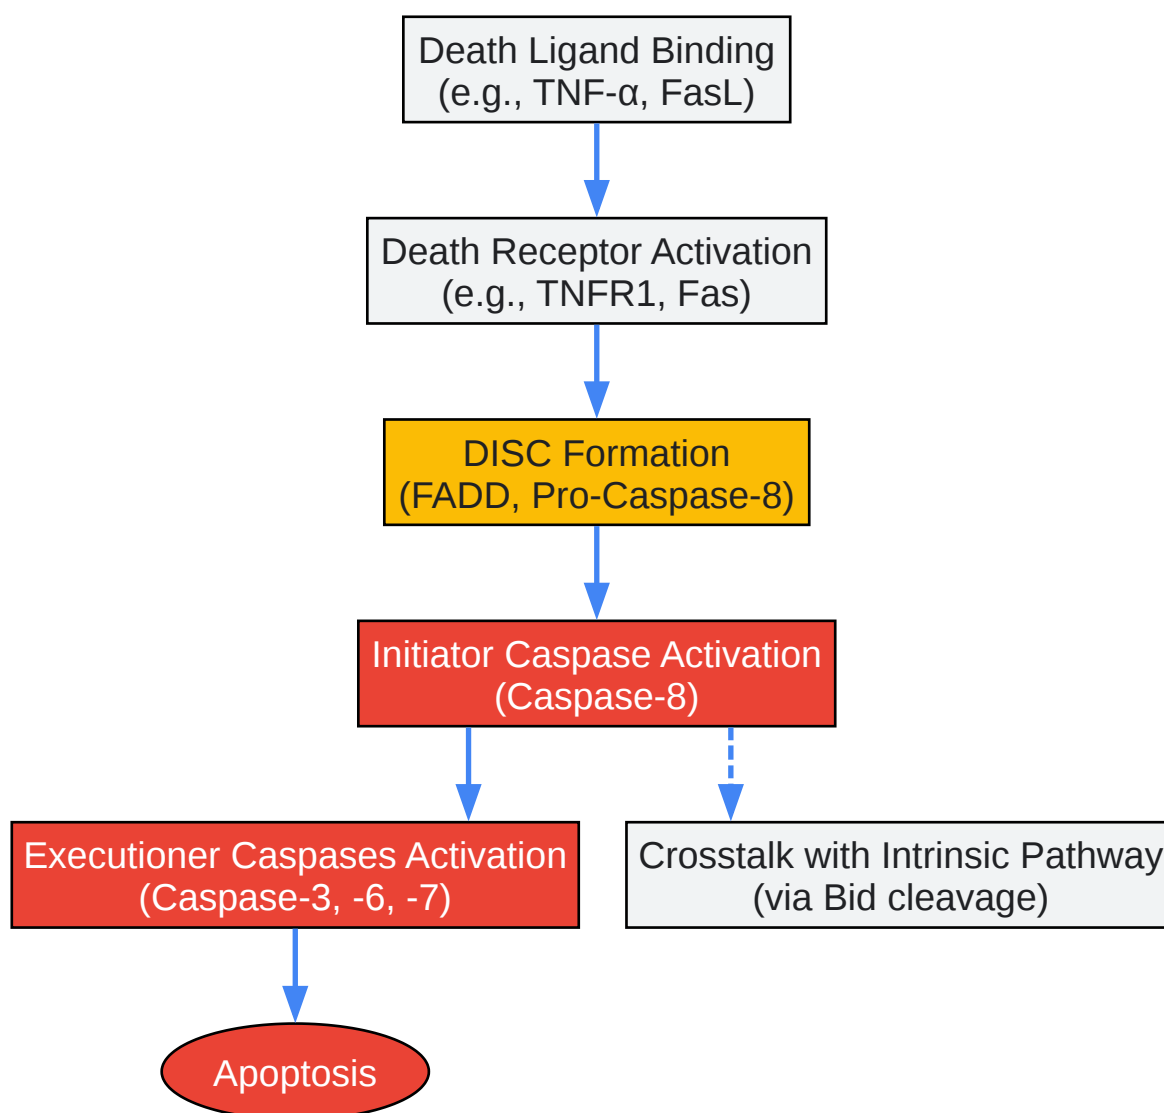 Death Ligand Binding
(e.g., TNF-α, FasL)
Death Receptor Activation
(e.g., TNFR1, Fas)
DISC Formation
(FADD, Pro-Caspase-8)
Initiator Caspase Activation
(Caspase-8)
Executioner Caspases Activation
(Caspase-3, -6, -7)
Crosstalk with Intrinsic Pathway
(via Bid cleavage)
Apoptosis